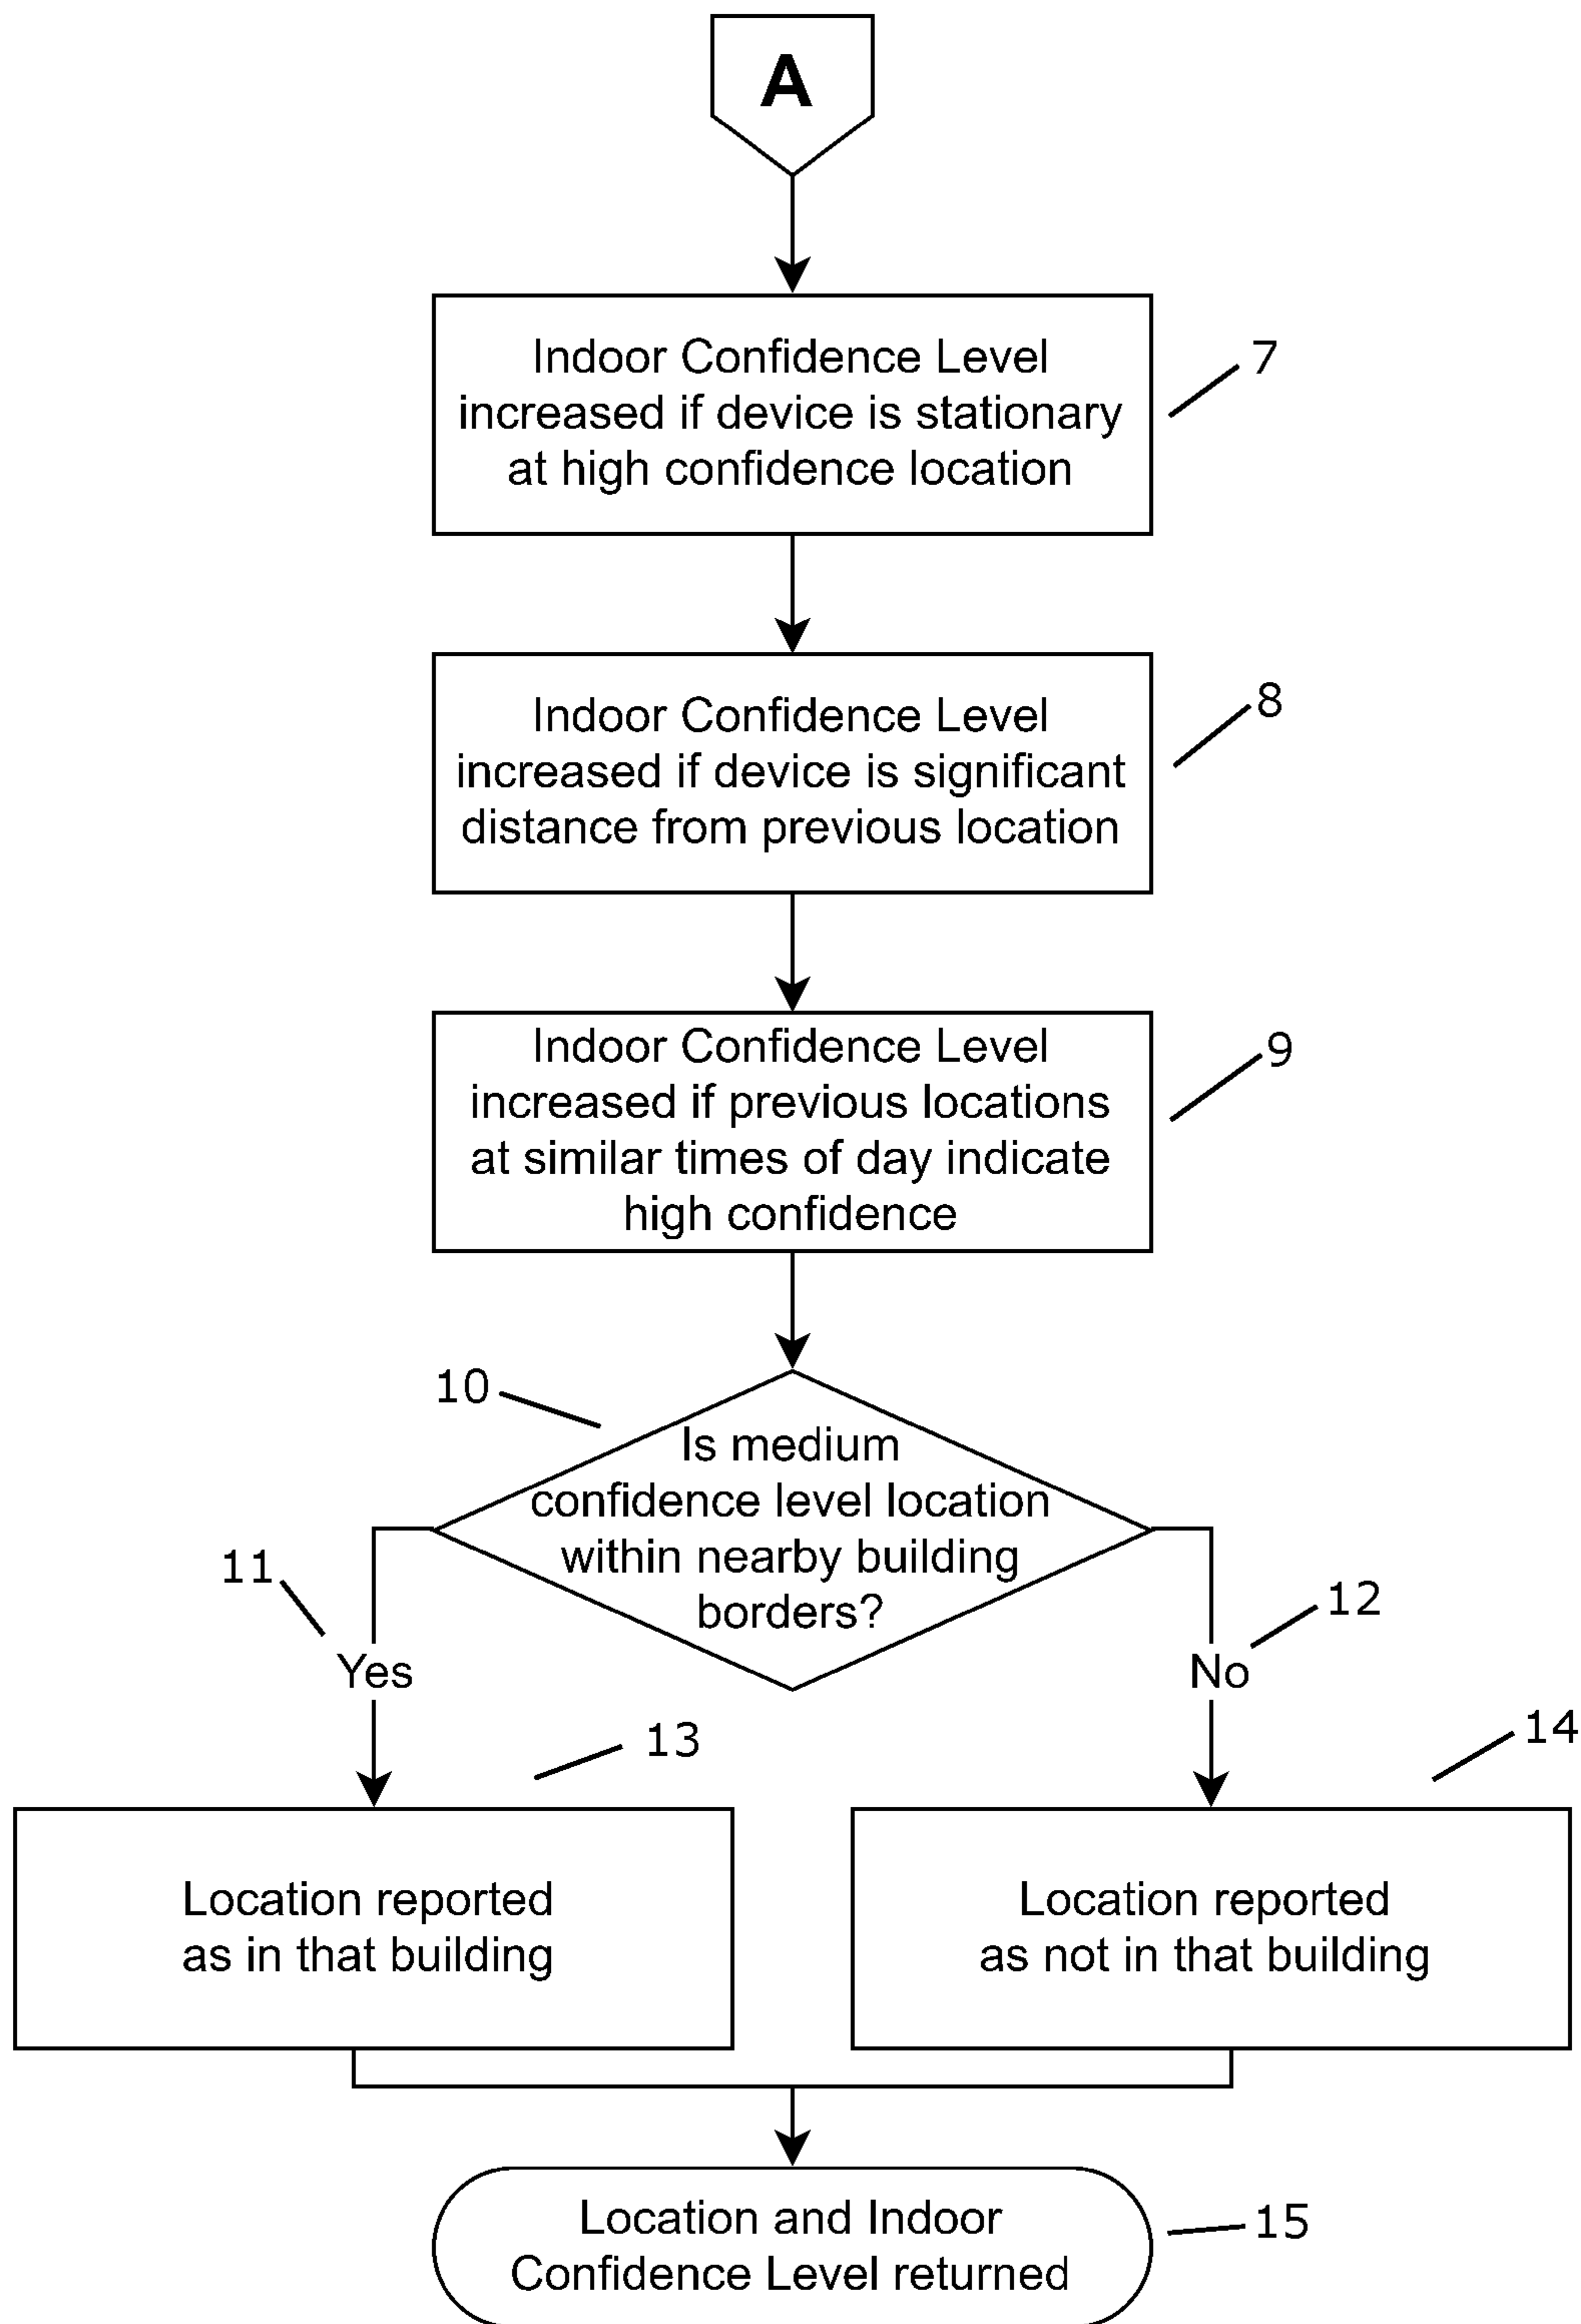 A
Indoor Confidence Level
increased if device is stationary
at high confidence location
7
Indoor Confidence Level
increased if device is significant
distance from previous location
8
Indoor Confidence Level
increased if previous locations
at similar times of day indicate
high confidence
9
10
Is medium
confidence level location
within nearby building
borders?
11
Yes
12
No
13
Location reported
as in that building
14
Location reported
as not in that building
Location and Indoor
Confidence Level returned
15